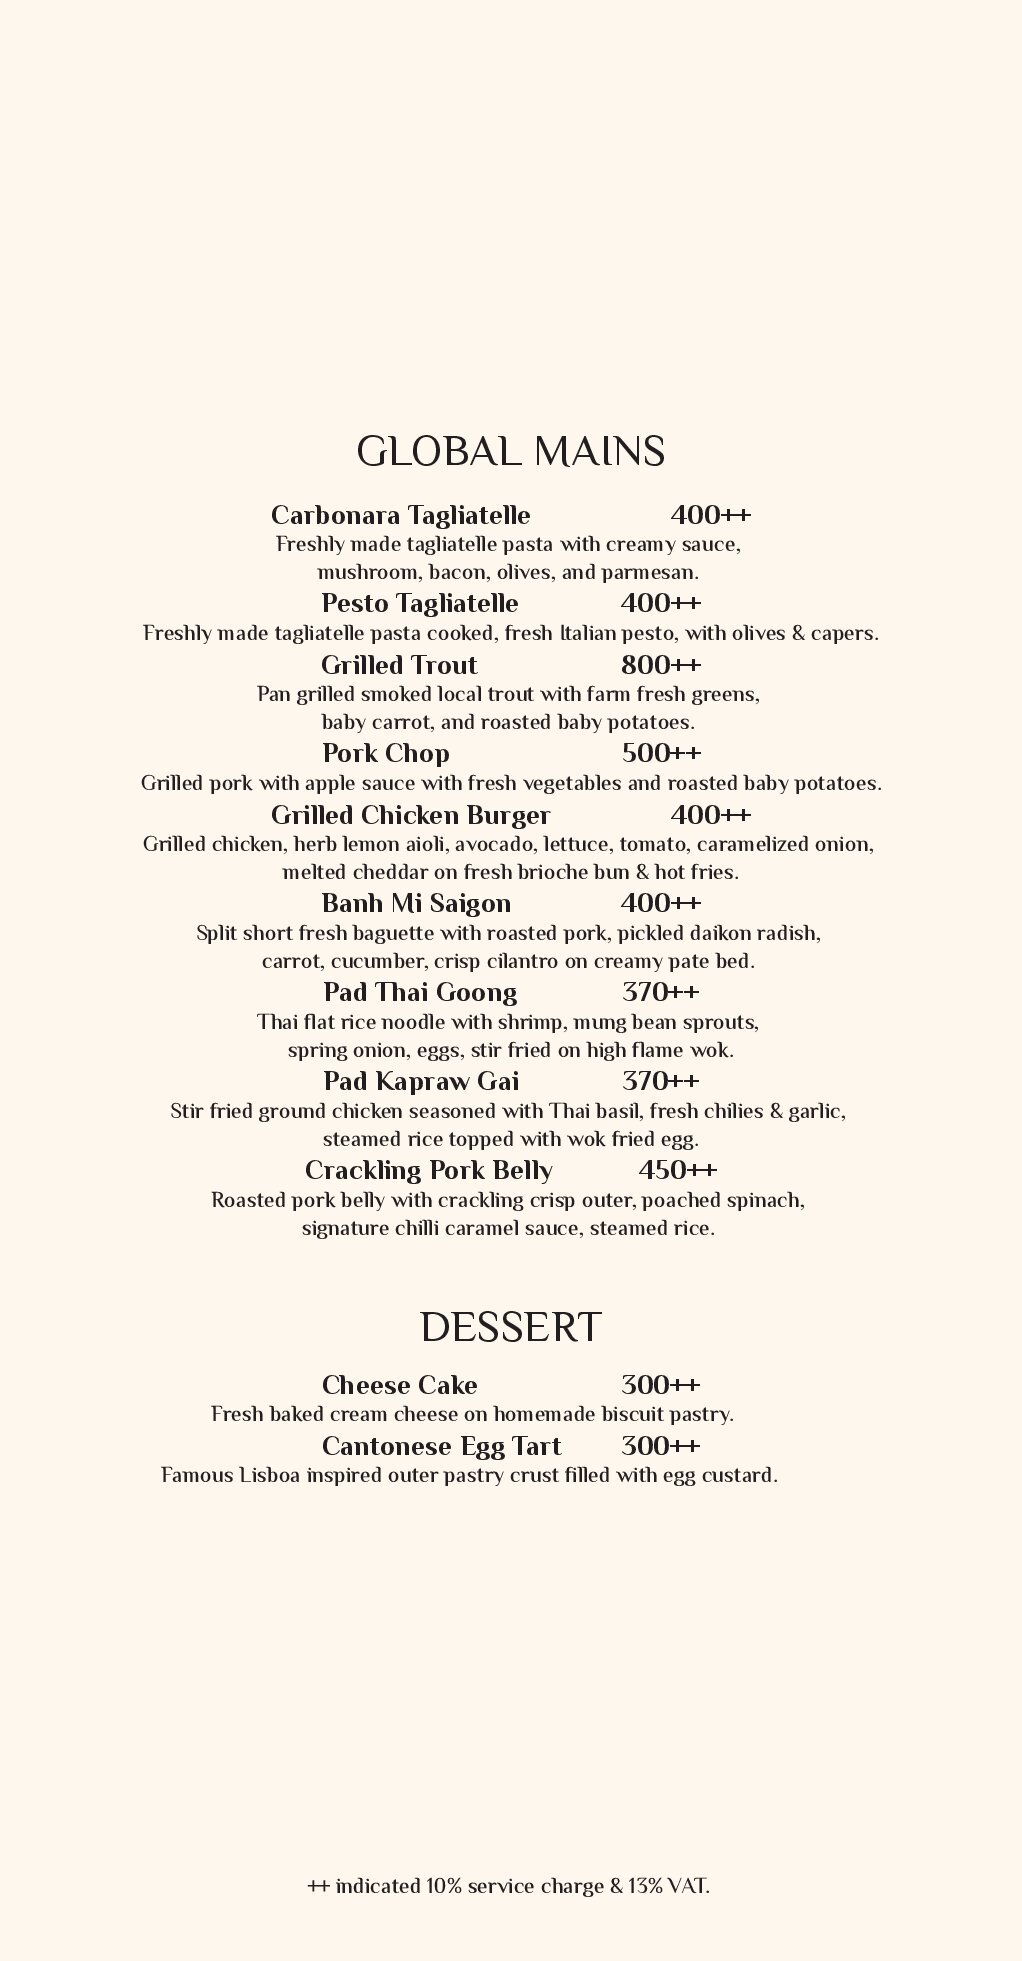 GLOBAL MAINS
Carbonara Tagliatelle 400++
Freshly made tagliatelle pasta with creamy sauce,
mushroom, bacon, olives, and parmesan.
Pesto Tagliatelle 400++
Freshly made tagliatelle pasta cooked, fresh Italian pesto, with olives & capers.
Grilled Trout 800++
Pan grilled smoked local trout with farm fresh greens,
baby carrot, and roasted baby potatoes.
Pork Chop 500++
Grilled pork with apple sauce with fresh vegetables and roasted baby potatoes.
Grilled Chicken Burger 400++
Grilled chicken, herb lemon aioli, avocado, lettuce, tomato, caramelized onion,
melted cheddar on fresh brioche bun & hot fries.
Banh Mi Saigon 400++
Split short fresh baguette with roasted pork, pickled daikon radish,
carrot, cucumber, crisp cilantro on creamy pate bed.
Pad Thai Goong 370++
Thai flat rice noodle with shrimp, mung bean sprouts,
spring onion, eggs, stir fried on high flame wok.
Pad Kapraw Gai 370++
Stir fried ground chicken seasoned with Thai basil, fresh chilies & garlic,
steamed rice topped with wok fried egg.
Crackling Pork Belly 450++
Roasted pork belly with crackling crisp outer, poached spinach,
signature chilli caramel sauce, steamed rice.
DESSERT
Cheese Cake 300++
Fresh baked cream cheese on homemade biscuit pastry.
Cantonese Egg Tart 300++
Famous Lisboa inspired outer pastry crust filled with egg custard.
++ indicated 10% service charge & 13% VAT.